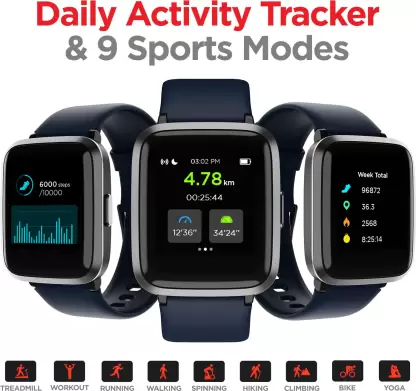 Daily Activity Tracker
& 9 Sports Modes
6000 steps
/10000
03:02 PM
4.78 km
00:25:44
12'36"
34'24"
Week Total
96872
36.3
2568
8:25:14
TREADMILL
WORKOUT
RUNNING
WALKING
SPINNING
HIKING
CLIMBING
BIKE
YOGA